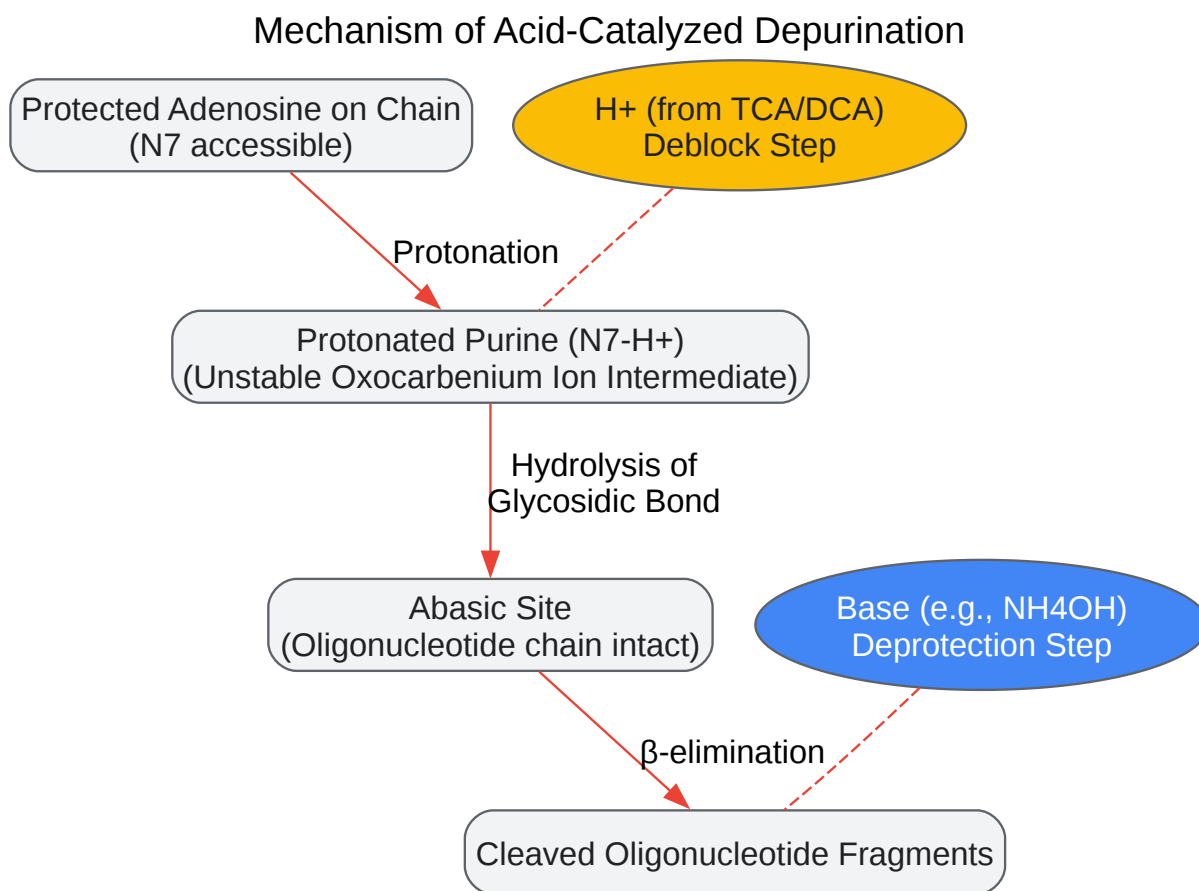 Mechanism of Acid-Catalyzed Depurination
Protected Adenosine on Chain
(N7 accessible)
H+ (from TCA/DCA)
Deblock Step
Protonation
Protonated Purine (N7-H+)
(Unstable Oxocarbenium Ion Intermediate)
Hydrolysis of
Glycosidic Bond
Abasic Site
(Oligonucleotide chain intact)
Base (e.g., NH4OH)
Deprotection Step
β-elimination
Cleaved Oligonucleotide Fragments